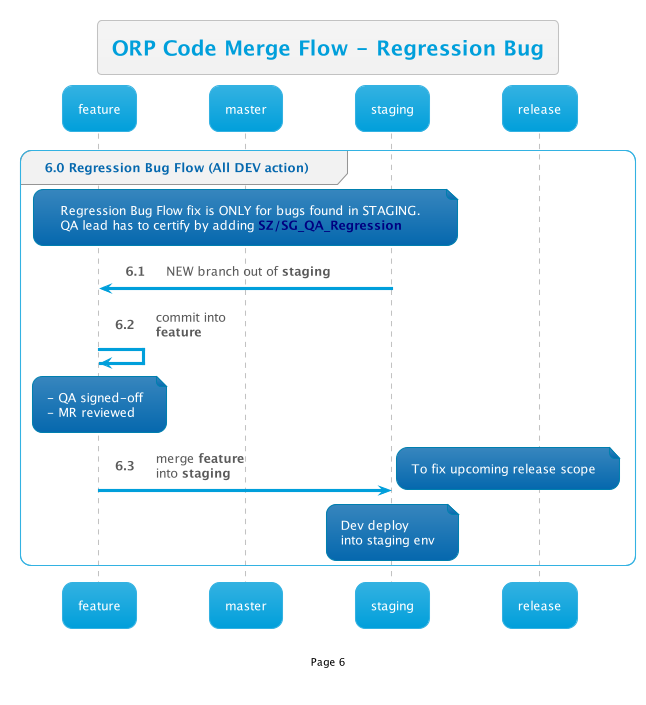 ORP Code Merge Flow - Regression Bug
feature master staging release
6.0 Regression Bug Flow (All DEV action)
Regression Bug Flow fix is ONLY for bugs found in STAGING.
QA lead has to certify by adding SZ/SG_QA_Regression
6.1 NEW branch out of staging
6.2 commit into
feature
- QA signed-off
- MR reviewed
6.3 merge feature
into staging
To fix upcoming release scope
Dev deploy
into staging env
feature master staging release
Page 6